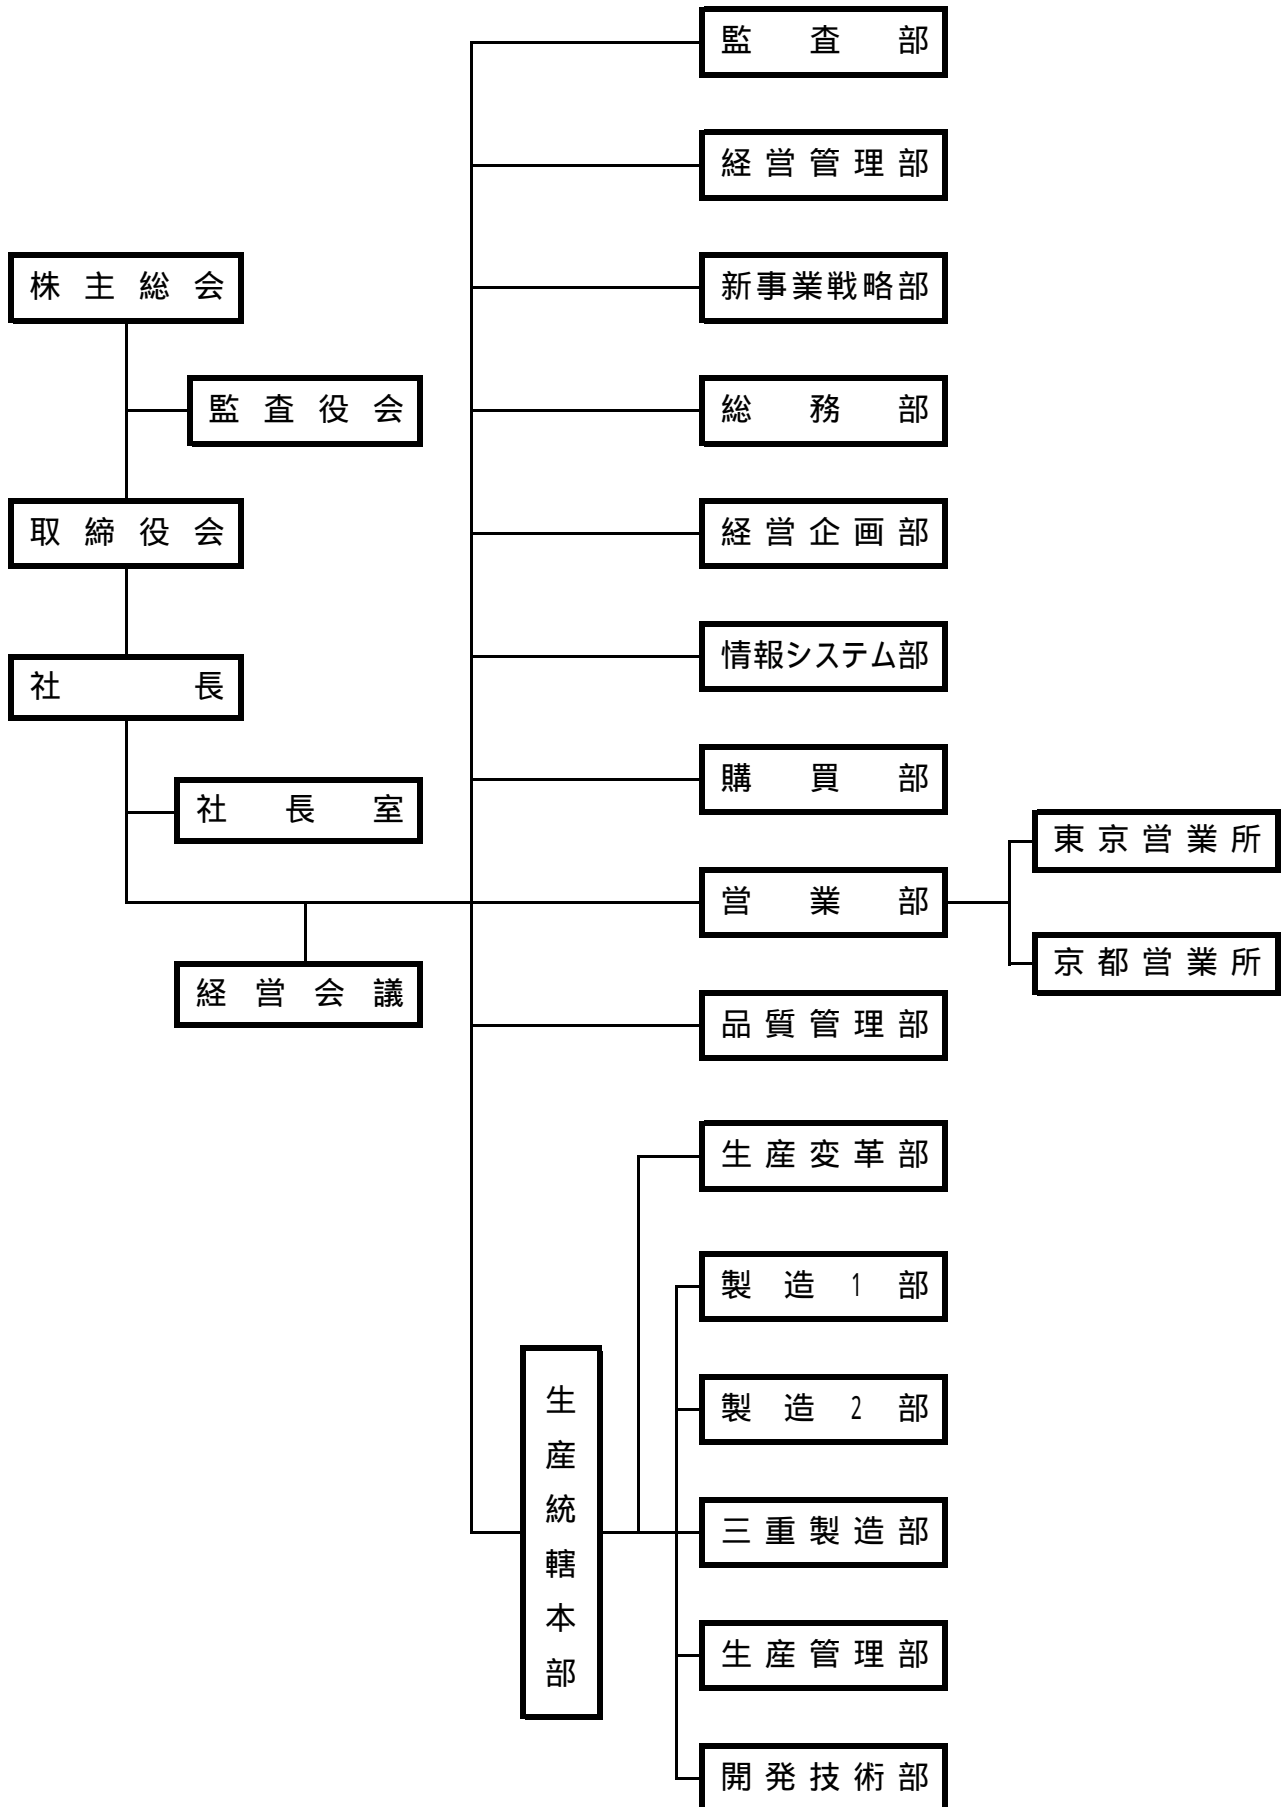 株主総会
監査役会
取締役会
社長
社長室
経営会議
監査部
経営管理部
新事業戦略部
総務部
経営企画部
情報システム部
購買部
営業部
東京営業所
京都営業所
品質管理部
生産統轄本部
生産変革部
製造1部
製造2部
三重製造部
生産管理部
開発技術部